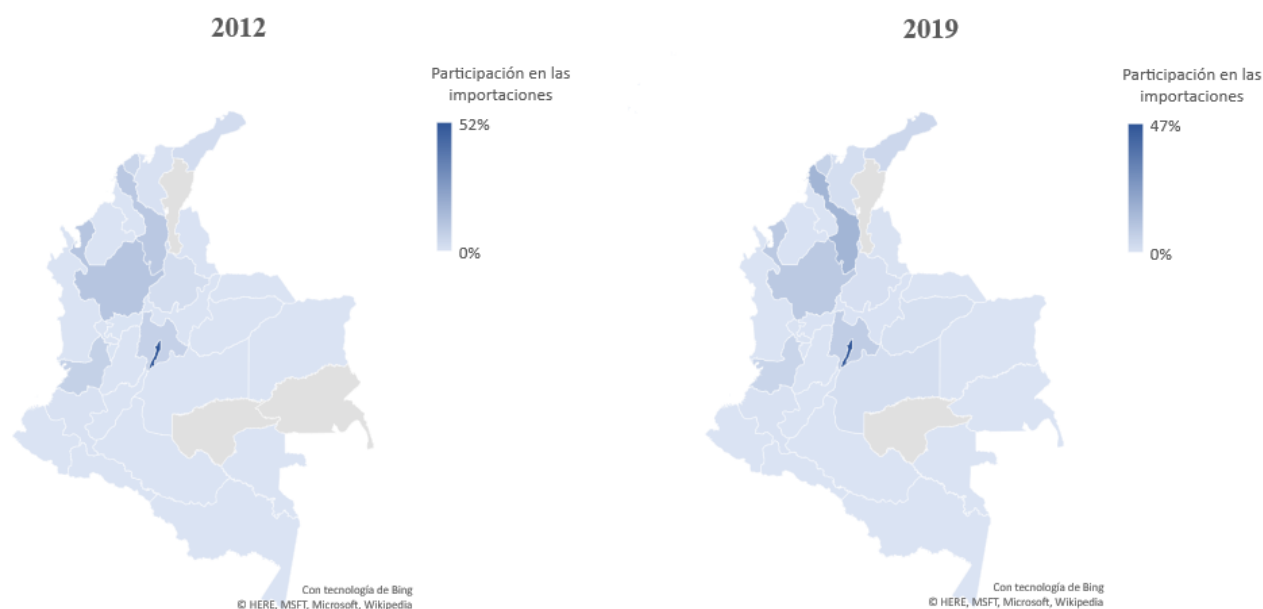 2012
Participación en las
importaciones
52%
0%
Con tecnología de Bing
© HERE, MSFT, Microsoft, Wikipedia
2019
Participación en las
importaciones
47%
0%
Con tecnología de Bing
© HERE, MSFT, Microsoft, Wikipedia